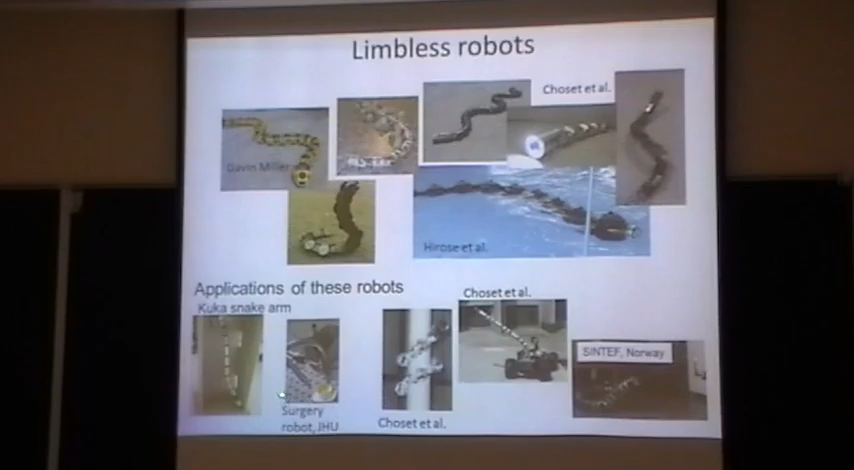 Limbless robots
Choset et al.
Gavin Miller
Hirose et al.
Applications of these robots
Kuka snake arm
Choset et al.
SINTEF, Norway
Surgery
robot, JHU
Choset et al.